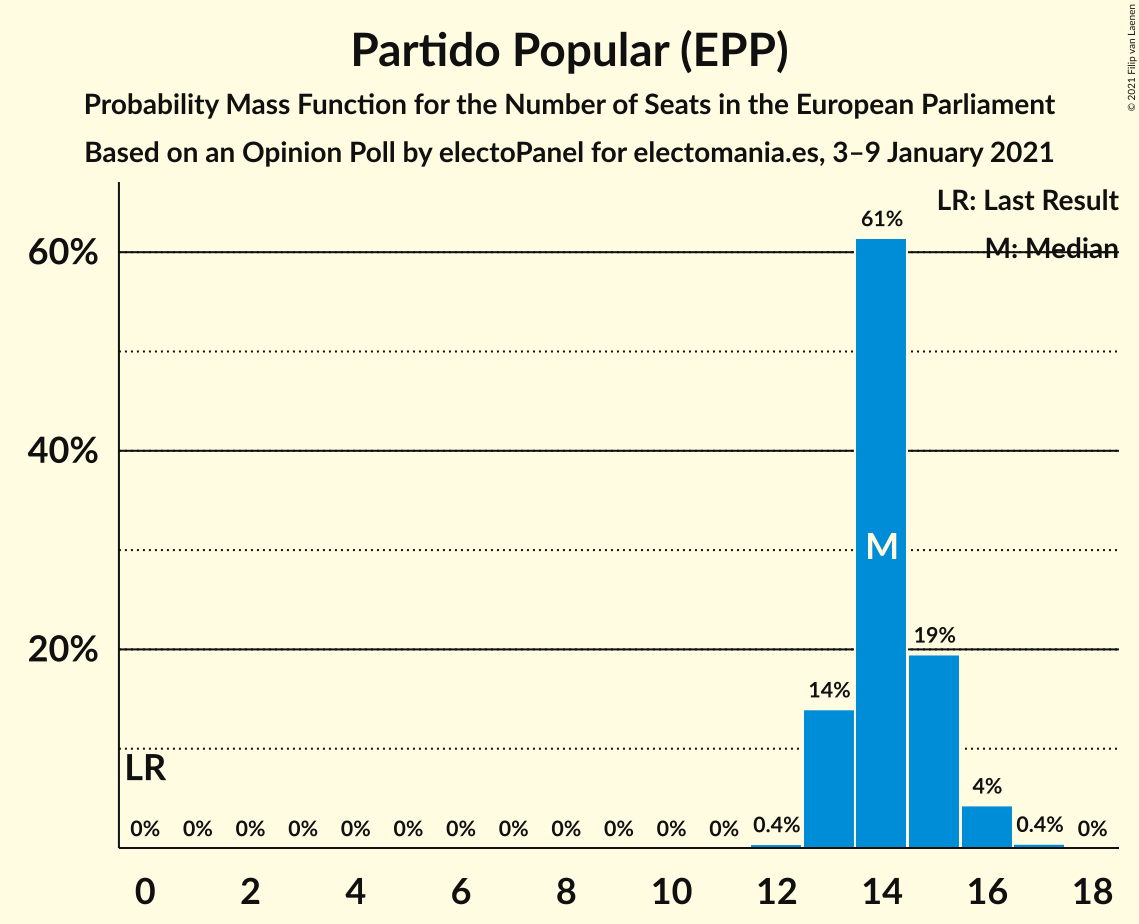 Partido Popular (EPP)
Probability Mass Function for the Number of Seats in the European Parliament
Based on an Opinion Poll by electoPanel for electomania.es, 3–9 January 2021
© 2021 Filip van Laenen
LR: Last Result
M: Median
60%
40%
20%
61%
M
19%
14%
LR
4%
0% 0% 0% 0% 0% 0% 0% 0% 0% 0% 0% 0% 0.4% 0.4% 0%
0 2 4 6 8 10 12 14 16 18